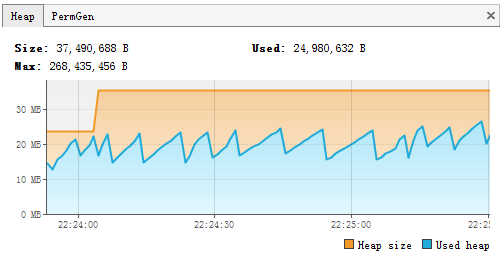 Heap PermGen ×
Size: 37,490,688 B Used: 24,980,632 B
Max: 268,435,456 B
30 MB
20 MB
10 MB
0 MB
22:24:00 22:24:30 22:25:00 22:25
Heap size Used heap